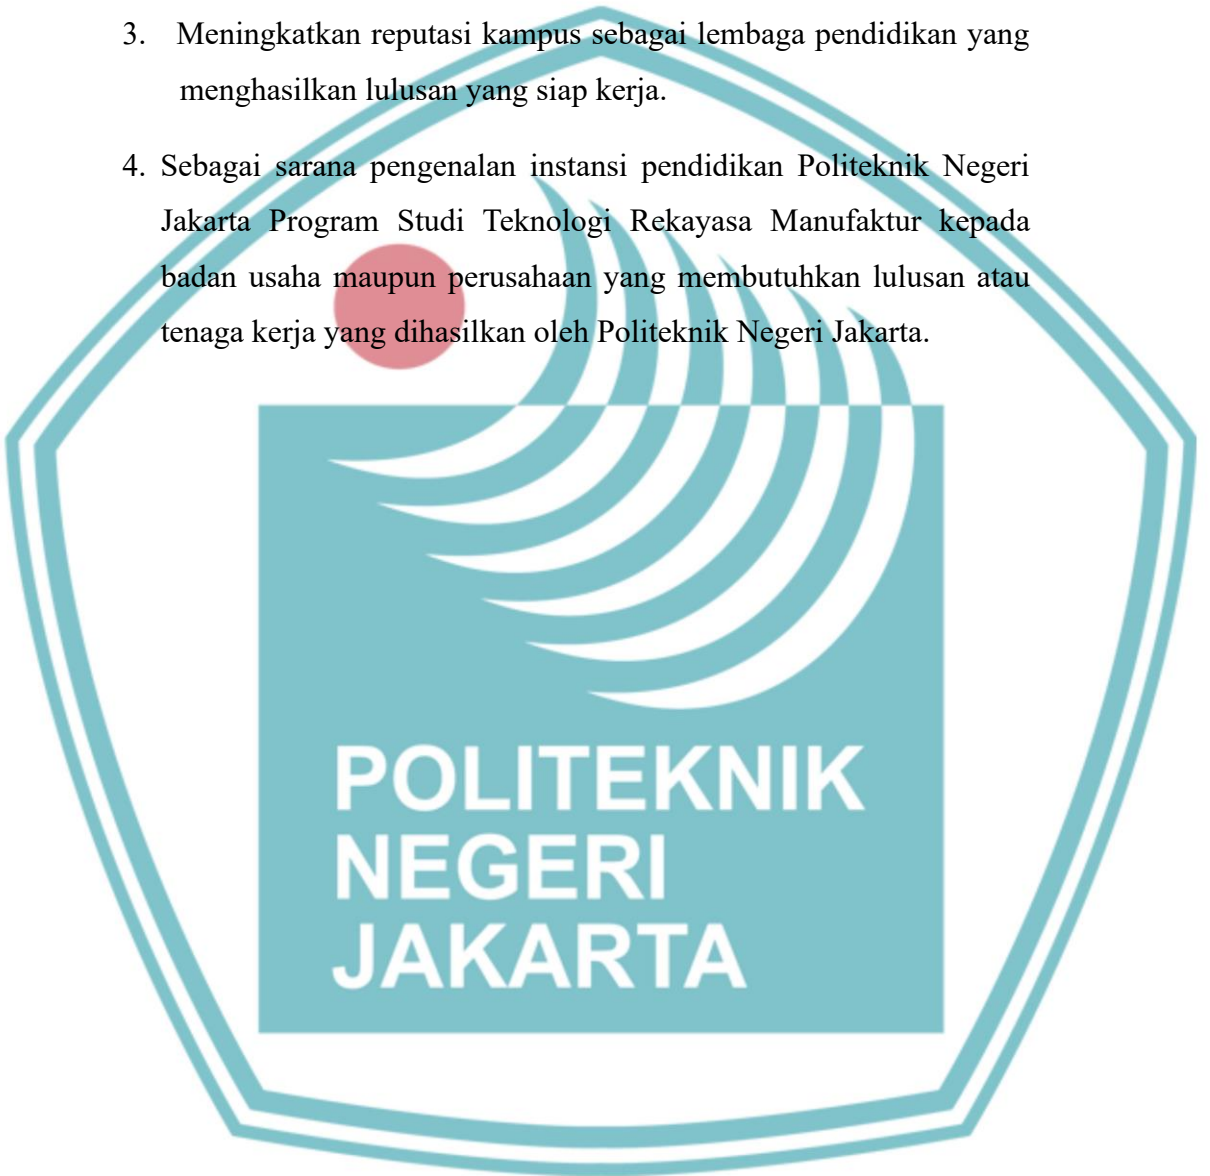 3. Meningkatkan reputasi kampus sebagai lembaga pendidikan yang
menghasilkan lulusan yang siap kerja.
4. Sebagai sarana pengenalan instansi pendidikan Politeknik Negeri
Jakarta Program Studi Teknologi Rekayasa Manufaktur kepada
badan usaha maupun perusahaan yang membutuhkan lulusan atau
tenaga kerja yang dihasilkan oleh Politeknik Negeri Jakarta.
POLITEKNIK
NEGERI
JAKARTA